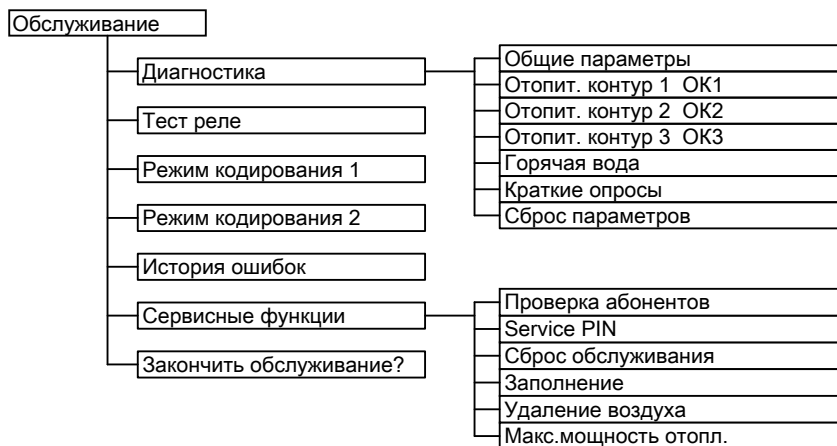 Обслуживание
Диагностика
Общие параметры
Отопит. контур 1 ОК1
Отопит. контур 2 ОК2
Отопит. контур 3 ОК3
Горячая вода
Краткие опросы
Сброс параметров
Тест реле
Режим кодирования 1
Режим кодирования 2
История ошибок
Сервисные функции
Проверка абонентов
Service PIN
Сброс обслуживания
Заполнение
Удаление воздуха
Макс.мощность отопл.
Закончить обслуживание?